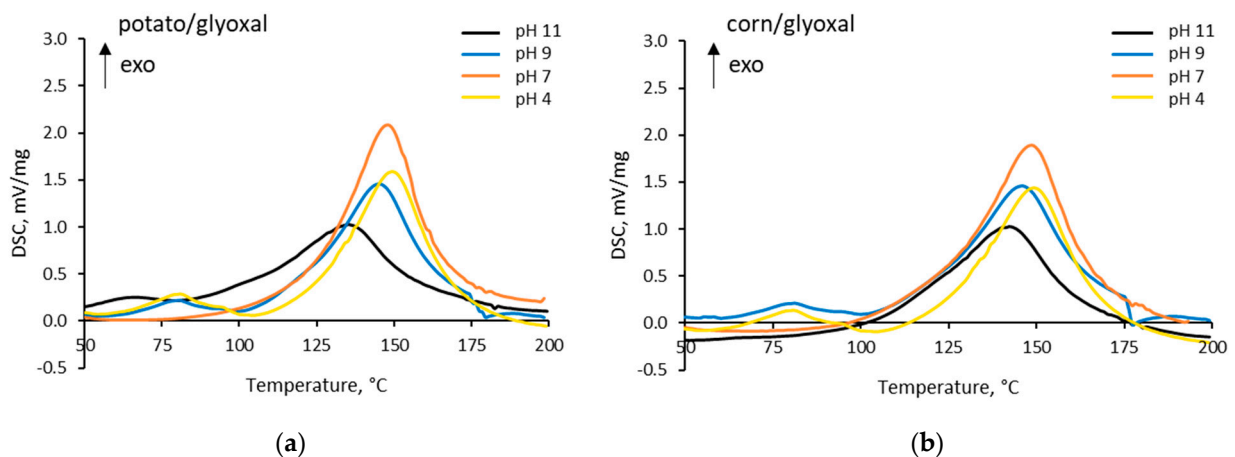 potato/glyoxal
exo
pH 11
pH 9
pH 7
pH 4
DSC, mV/mg
3.0
2.5
2.0
1.5
1.0
0.5
0.0
-0.5
50
75
100
125
150
175
200
Temperature, °C
(a)
corn/glyoxal
exo
pH 11
pH 9
pH 7
pH 4
DSC, mV/mg
3.0
2.5
2.0
1.5
1.0
0.5
0.0
-0.5
50
75
100
125
150
175
200
Temperature, °C
(b)